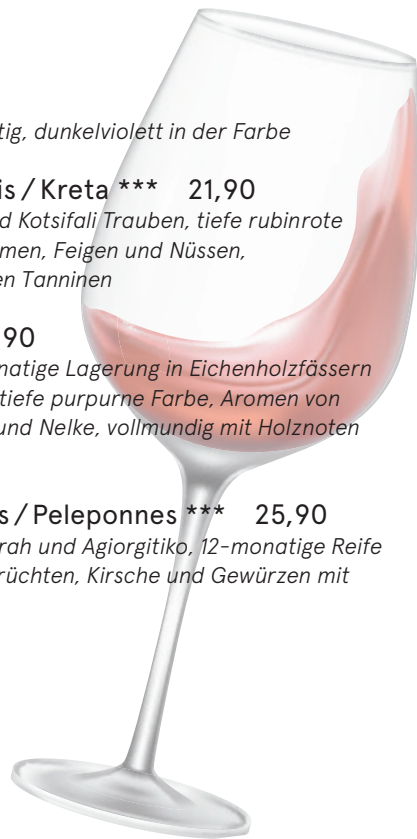 tig, dunkelviolett in der Farbe
is / Kreta *** 21,90
d Kotsifali Trauben, tiefe rubinrote
men, Feigen und Nüssen,
en Tanninen
90
natige Lagerung in Eichenholzfässern
tiefe purpurne Farbe, Aromen von
und Nelke, vollmundig mit Holznoten
s / Peleponnes *** 25,90
rah und Agiorgitiko, 12-monatige Reife
rüchten, Kirsche und Gewürzen mit